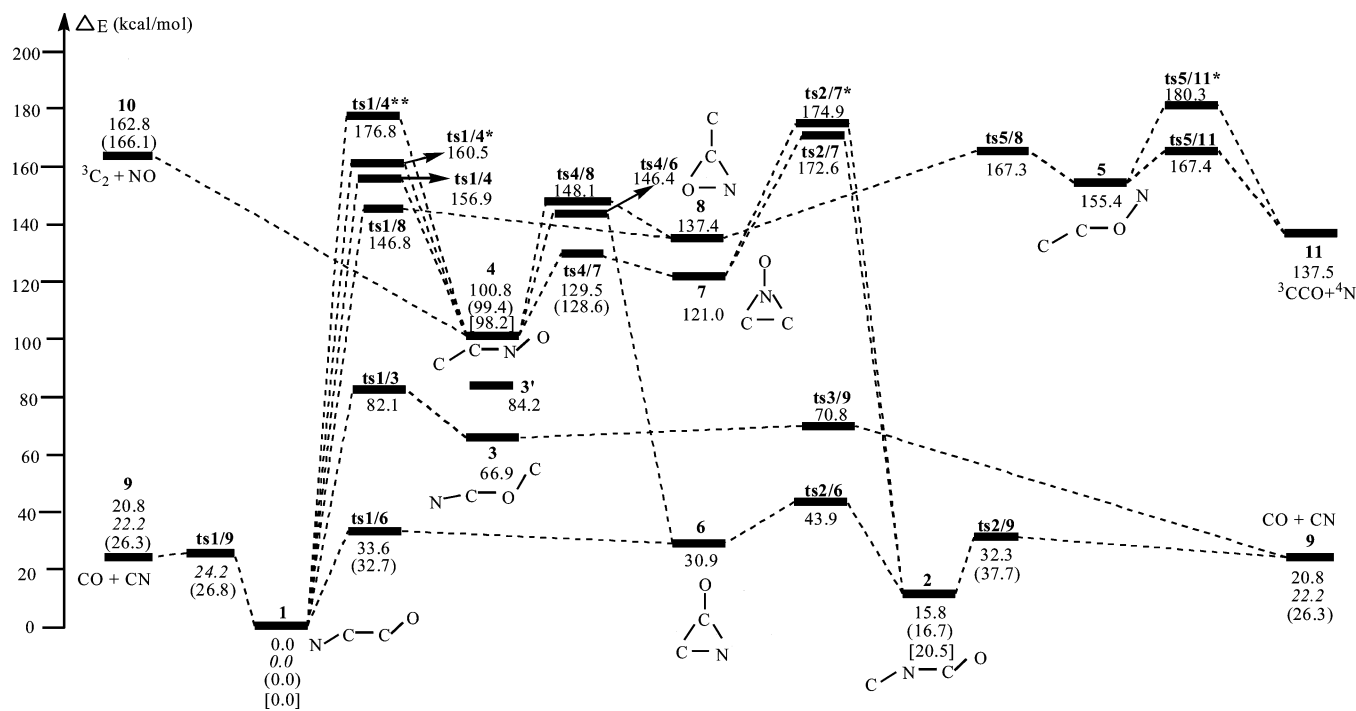 △E (kcal/mol)
200
180
160
140
120
100
80
60
40
20
0
10
162.8
(166.1)
³C₂ + NO
9
20.8
22.2
(26.3)
CO + CN
ts1/9
24.2
(26.8)
1
0.0
0.0
(0.0)
[0.0]
N C C O
ts1/4**
176.8
ts1/4*
160.5
ts1/4
156.9
ts1/8
146.8
ts1/3
82.1
ts1/6
33.6
(32.7)
4
100.8
(99.4)
[98.2]
C C N O
3'
84.2
3
66.9
N C O C
ts4/8
148.1
ts4/6
146.4
ts4/7
129.5
(128.6)
C
C
O N
8
137.4
7
121.0
O
N
C C
6
30.9
O
C
C N
ts2/7*
174.9
ts2/7
172.6
ts3/9
70.8
ts2/6
43.9
2
15.8
(16.7)
[20.5]
C N C O
ts2/9
32.3
(37.7)
ts5/8
167.3
5
155.4
C C O N
ts5/11*
180.3
ts5/11
167.4
11
137.5
³CCO+⁴N
CO + CN
9
20.8
22.2
(26.3)